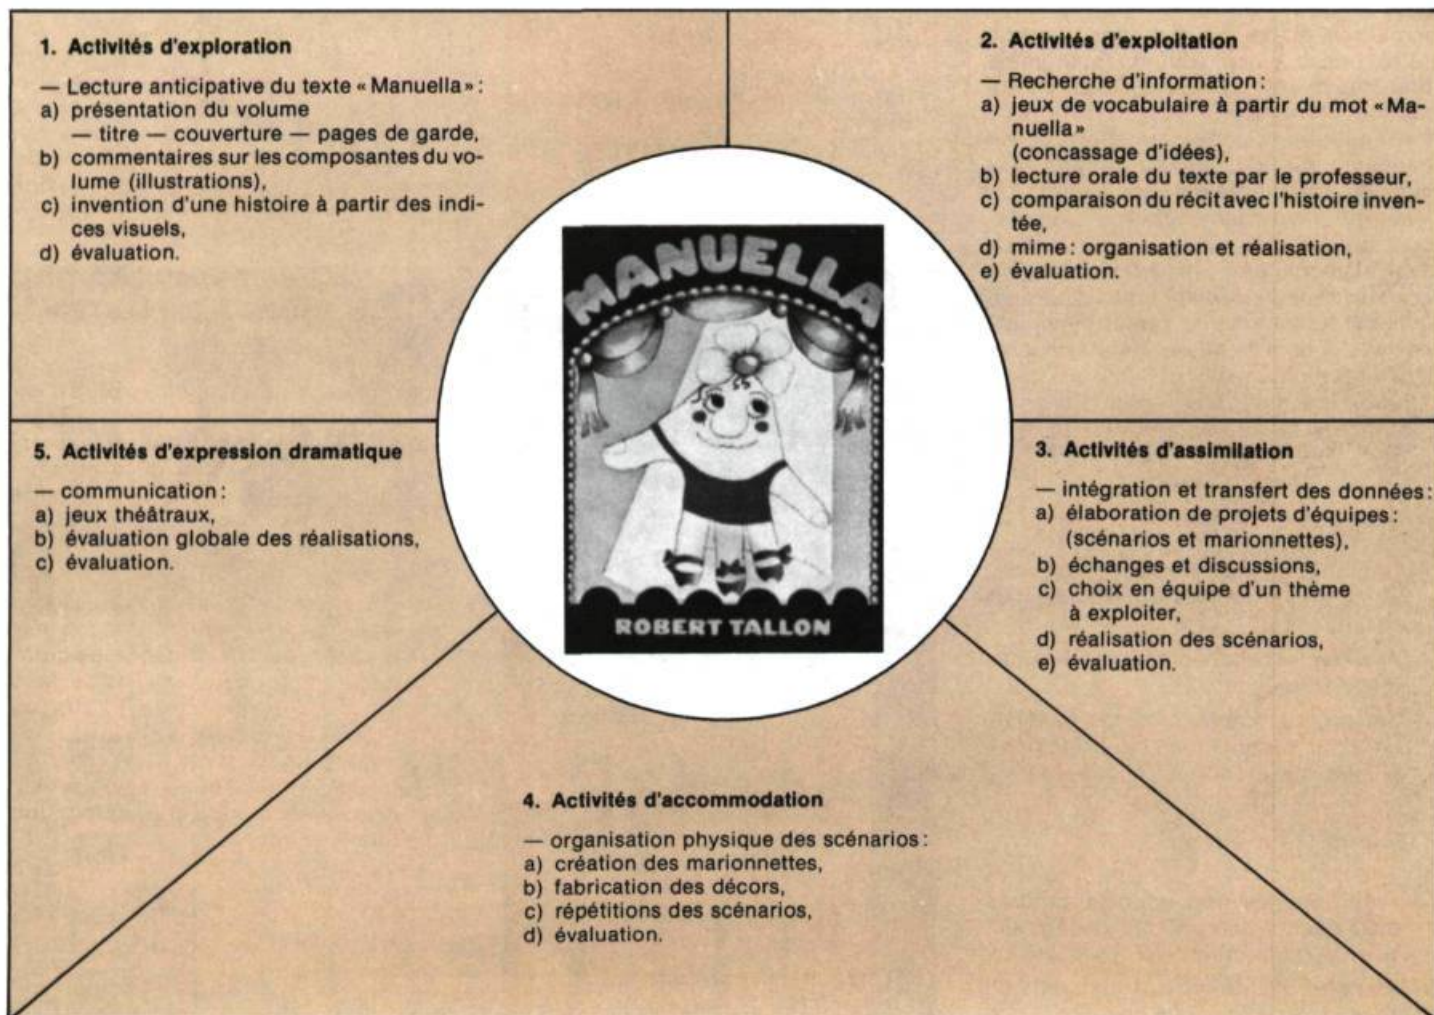 1. Activités d'exploration
— Lecture anticipative du texte « Manuella » :
a) présentation du volume
— titre — couverture — pages de garde,
b) commentaires sur les composantes du vo-
lume (illustrations),
c) invention d'une histoire à partir des indi-
ces visuels,
d) évaluation.
2. Activités d'exploitation
— Recherche d'information :
a) jeux de vocabulaire à partir du mot « Ma-
nuella »
(concassage d'idées),
b) lecture orale du texte par le professeur,
c) comparaison du récit avec l'histoire inven-
tée,
d) mime : organisation et réalisation,
e) évaluation.
MANUELLA
ROBERT TALLON
3. Activités d'assimilation
— intégration et transfert des données :
a) élaboration de projets d'équipes :
(scénarios et marionnettes),
b) échanges et discussions,
c) choix en équipe d'un thème
à exploiter,
d) réalisation des scénarios,
e) évaluation.
4. Activités d'accommodation
— organisation physique des scénarios :
a) création des marionnettes,
b) fabrication des décors,
c) répétitions des scénarios,
d) évaluation.
5. Activités d'expression dramatique
— communication :
a) jeux théâtraux,
b) évaluation globale des réalisations,
c) évaluation.